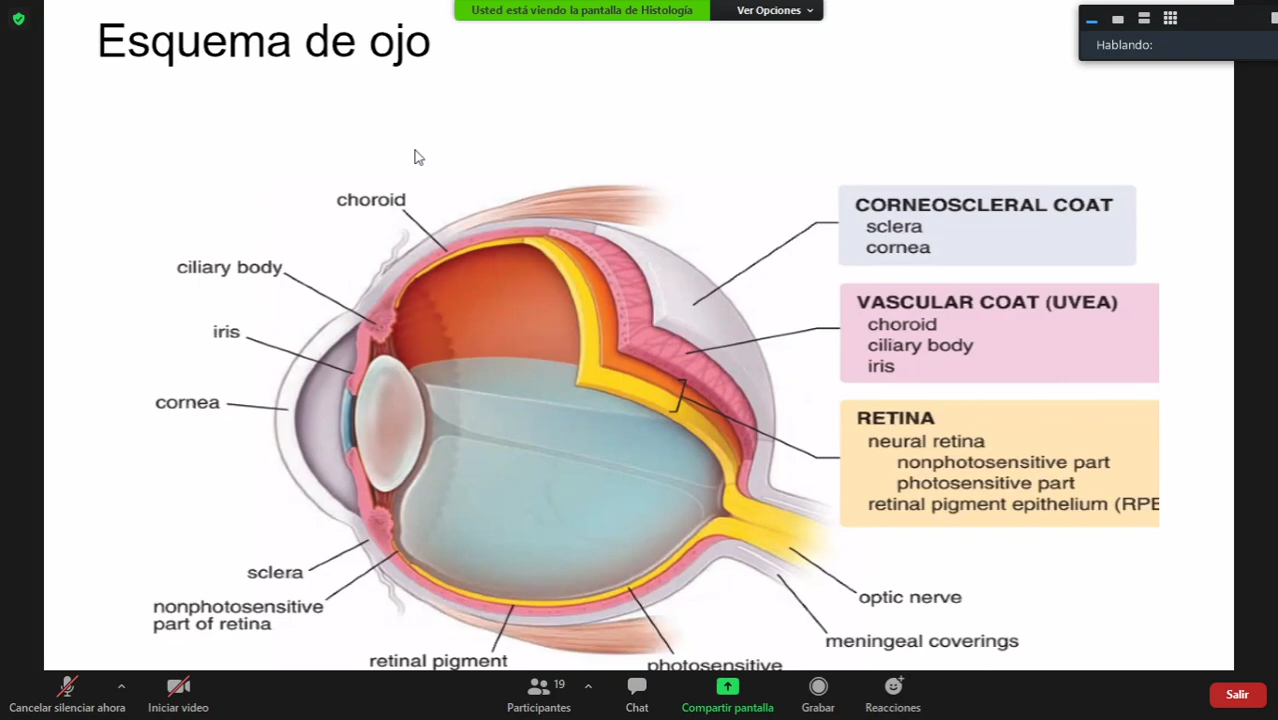 Usted está viendo la pantalla de Histología
Ver Opciones
Hablando:
Esquema de ojo
choroid
ciliary body
iris
cornea
sclera
nonphotosensitive
part of retina
retinal pigment
photosensitive
optic nerve
meningeal coverings
CORNEOSCLERAL COAT
sclera
cornea
VASCULAR COAT (UVEA)
choroid
ciliary body
iris
RETINA
neural retina
nonphotosensitive part
photosensitive part
retinal pigment epithelium (RPE
Cancelar silenciar ahora
Iniciar video
19
Participantes
Chat
Compartir pantalla
Grabar
Reacciones
Salir